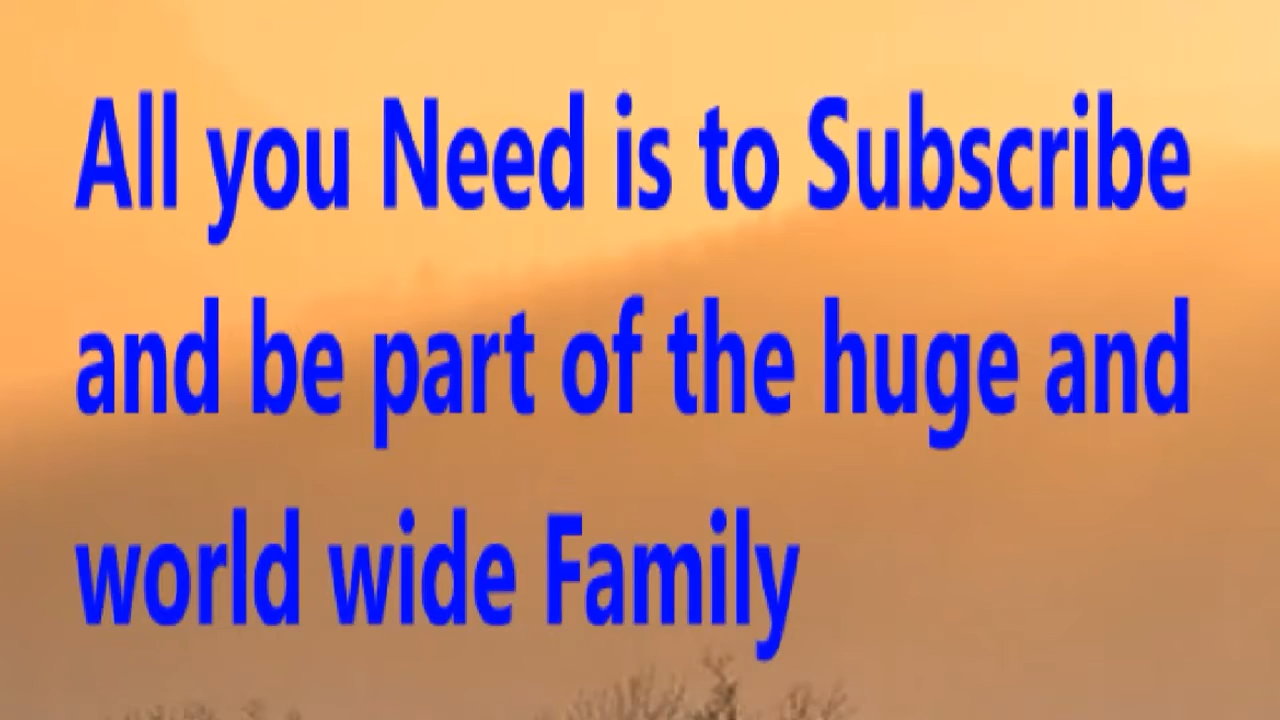 All you Need is to Subscribe
and be part of the huge and
world wide Family